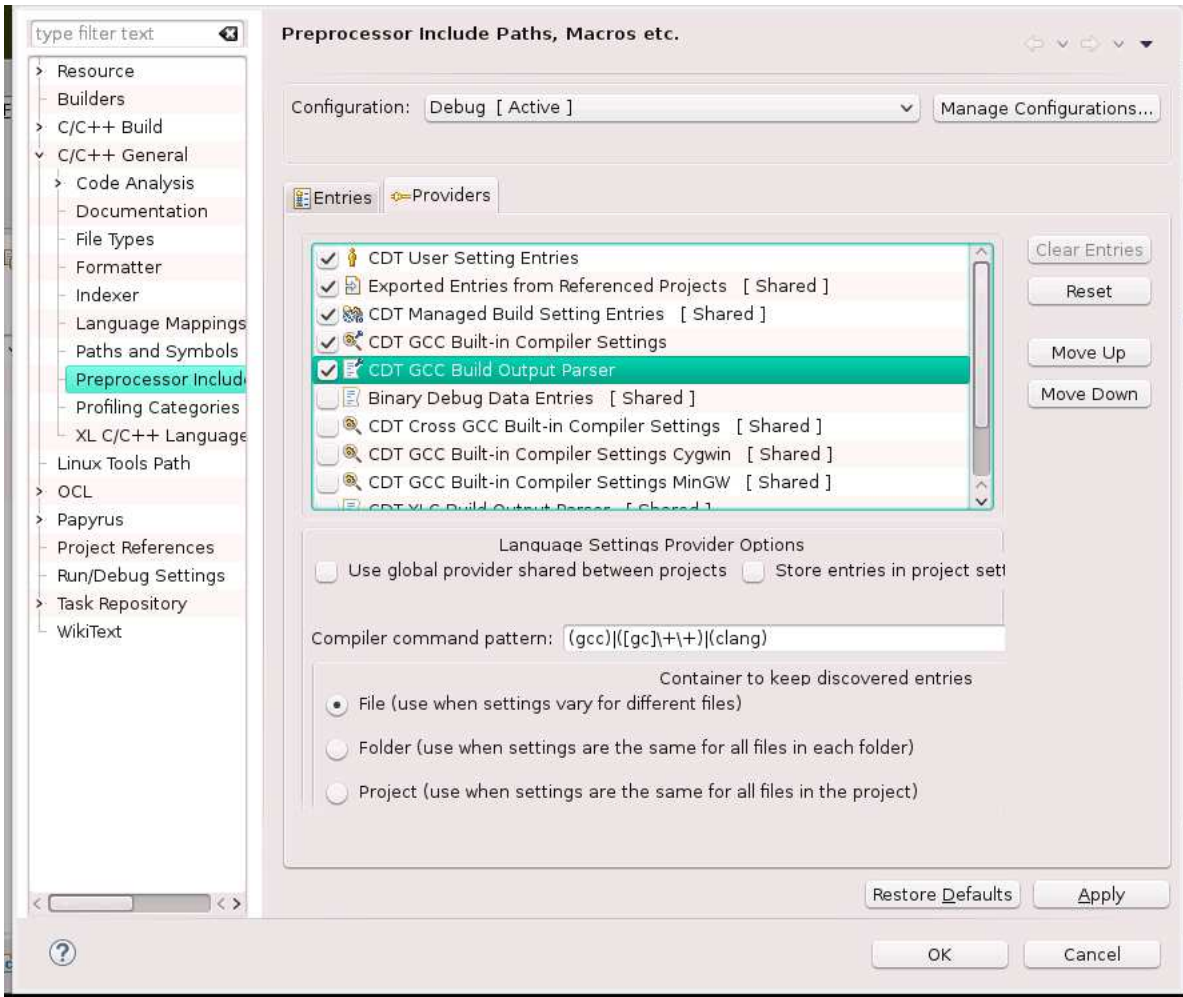 type filter text
Resource
Builders
C/C++ Build
C/C++ General
Code Analysis
Documentation
File Types
Formatter
Indexer
Language Mappings
Paths and Symbols
Preprocessor Include
Profiling Categories
XL C/C++ Language
Linux Tools Path
OCL
Papyrus
Project References
Run/Debug Settings
Task Repository
WikiText
Preprocessor Include Paths, Macros etc.
Configuration: Debug [ Active ] Manage Configurations...
Entries Providers
CDT User Setting Entries
Exported Entries from Referenced Projects [ Shared ]
CDT Managed Build Setting Entries [ Shared ]
CDT GCC Built-in Compiler Settings
CDT GCC Build Output Parser
Binary Debug Data Entries [ Shared ]
CDT Cross GCC Built-in Compiler Settings [ Shared ]
CDT GCC Built-in Compiler Settings Cygwin [ Shared ]
CDT GCC Built-in Compiler Settings MinGW [ Shared ]
CDT XLC Build Output Parser [ Shared ]
Clear Entries
Reset
Move Up
Move Down
Language Settings Provider Options
Use global provider shared between projects Store entries in project sett
Compiler command pattern: (gcc)|([gc]\+\+)|(clang)
Container to keep discovered entries
File (use when settings vary for different files)
Folder (use when settings are the same for all files in each folder)
Project (use when settings are the same for all files in the project)
Restore Defaults Apply
OK Cancel